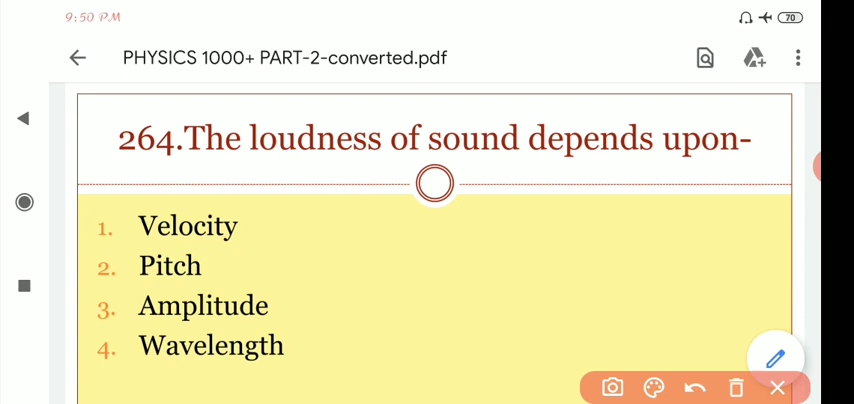 9:50 PM
70
PHYSICS 1000+ PART-2-converted.pdf
264.The loudness of sound depends upon-
1. Velocity
2. Pitch
3. Amplitude
4. Wavelength